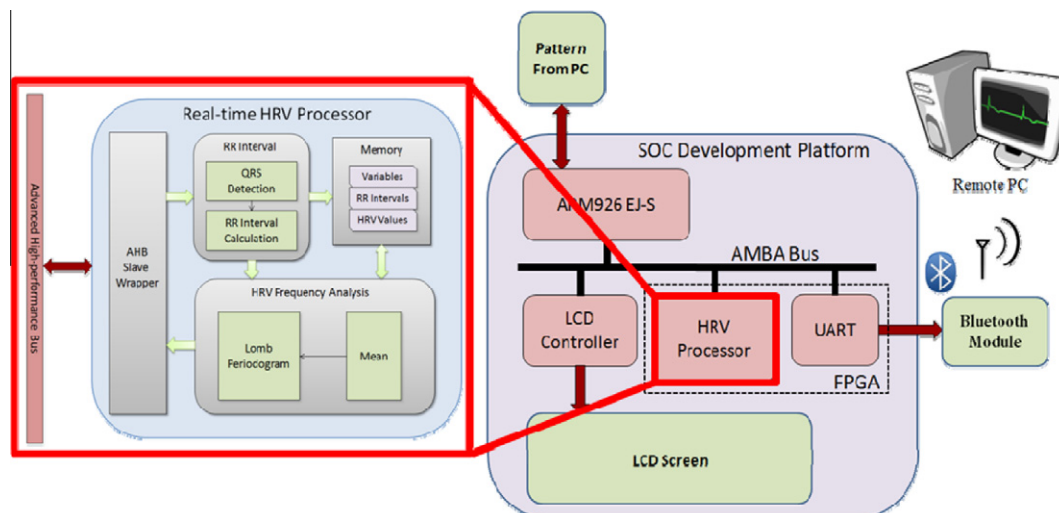 Pattern
From PC
Real-time HRV Processor
RR Interval
QRS
Detection
RR Interval
Calculation
Memory
Variables
RR Intervals
HRV Values
Advanced High-performance Bus
AHB
Slave
Wrapper
HRV Frequency Analysis
Lomb
Feriocogram
Mean
SOC Development Platform
ARM926 EJ-S
AMBA Bus
LCD
Controller
HRV
Processor
UART
FPGA
LCD Screen
Remote PC
Bluetooth
Module